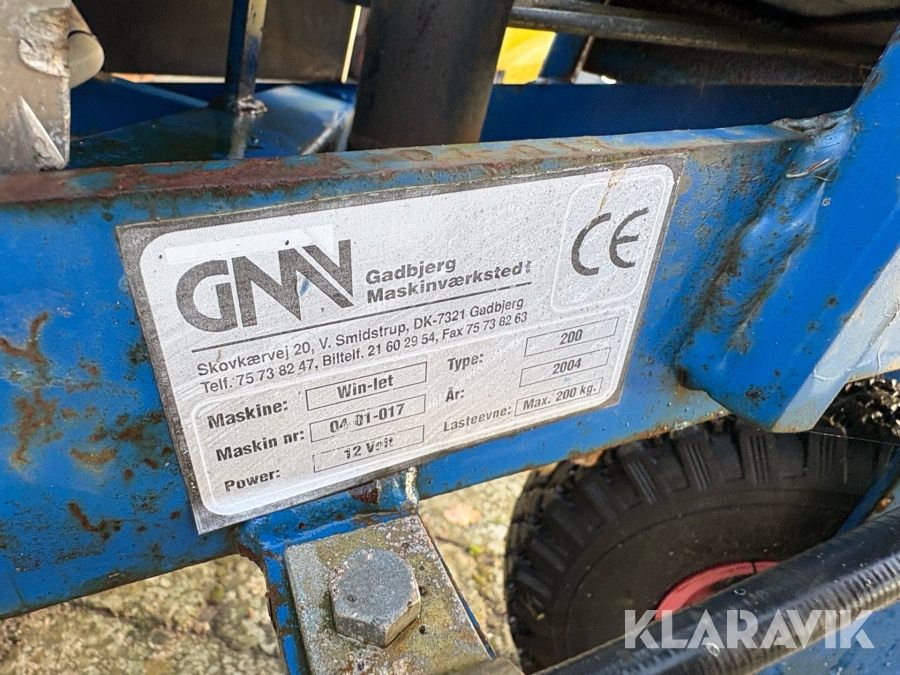 GMV
Gadbjerg
Maskinværkstedt
CE
Skovkærvej 20, V. Smidstrup, DK-7321 Gadbjerg
Telf. 75 73 82 47, Biltelf. 21 60 29 54, Fax 75 73 82 63
Maskine: Win-let Type: 200
Maskin nr: 04-01-017 År: 2004
Power: 12 Volt Lasteevne: Max. 200 kg.
KLARAVIK